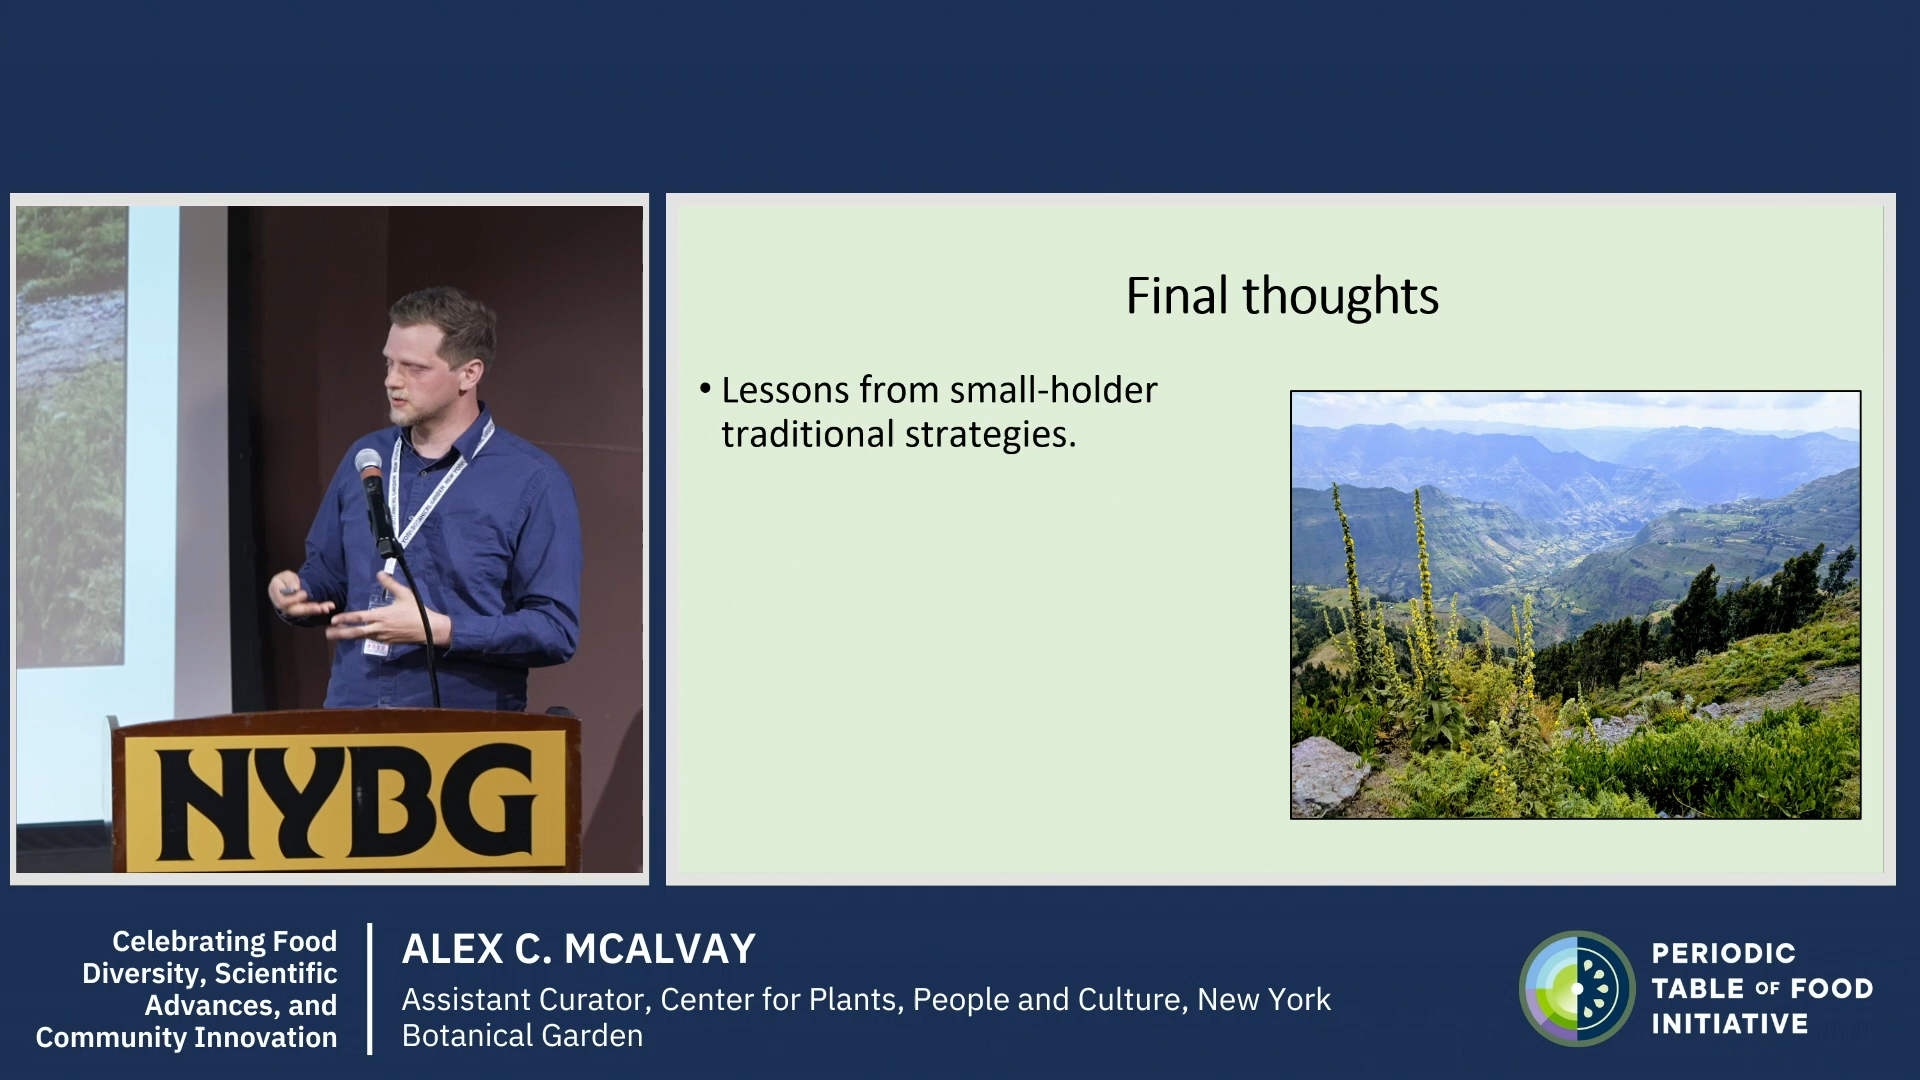 Final thoughts
• Lessons from small-holder
traditional strategies.
NYBG
Celebrating Food
Diversity, Scientific
Advances, and
Community Innovation
ALEX C. MCALVAY
Assistant Curator, Center for Plants, People and Culture, New York
Botanical Garden
PERIODIC
TABLE OF FOOD
INITIATIVE